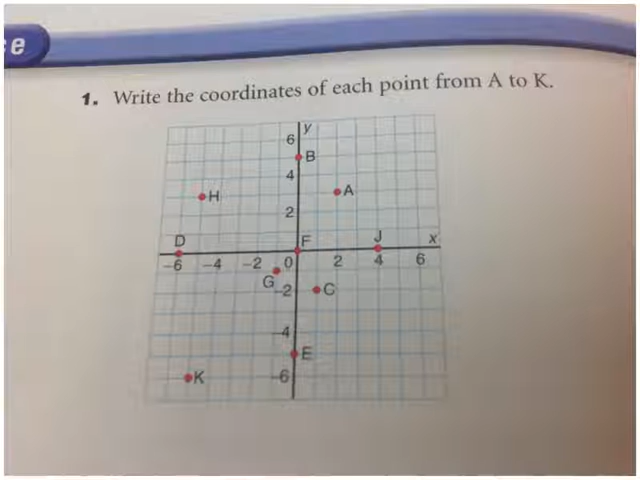 e
1. Write the coordinates of each point from A to K.
y
6
B
4
H
A
2
D
F
J
x
-6
-4
-2
0
2
4
6
G
-2
C
-4
E
K
-6